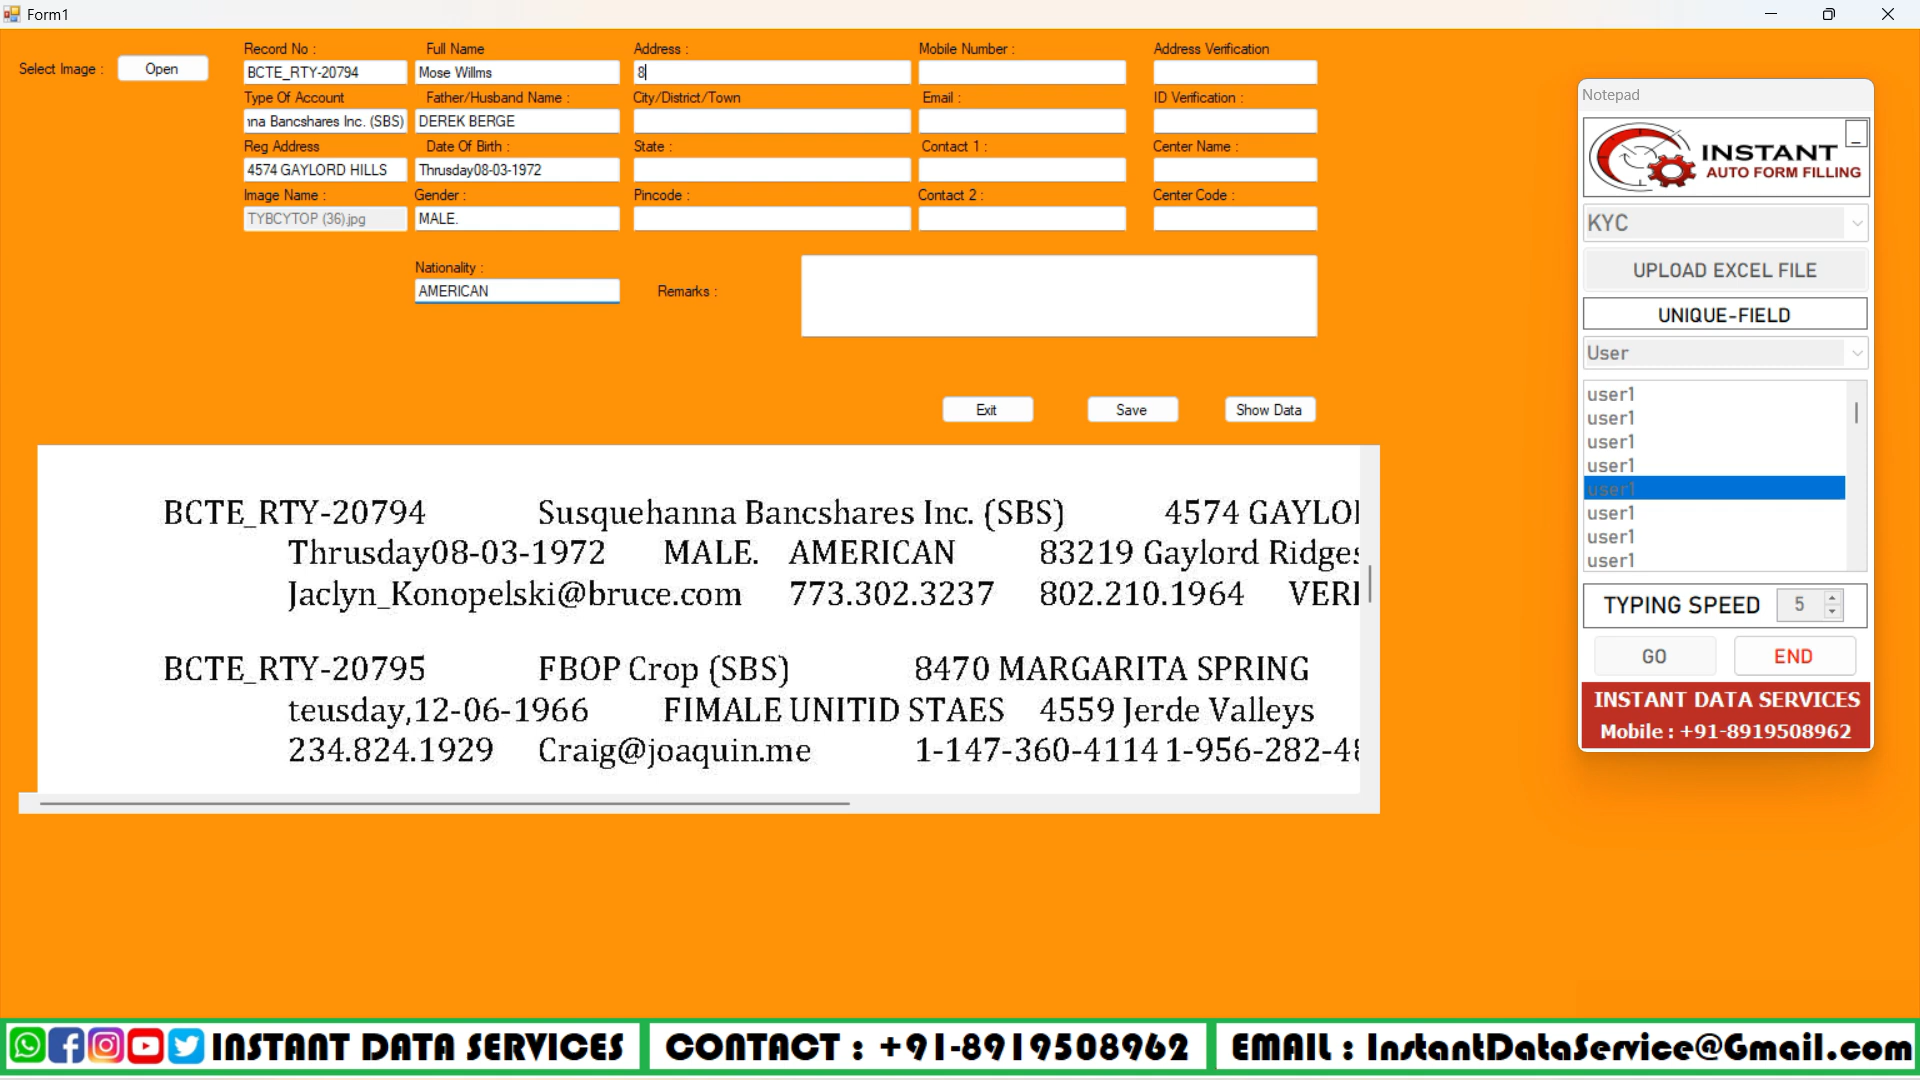 Form1
Select Image :
Open
Record No :
Full Name
Address :
Mobile Number :
Address Verification
BCTE_RTY-20794
Mose Willms
8
Type Of Account
Father/Husband Name :
City/District/Town
Email :
ID Verification :
nna Bancshares Inc. (SBS)
DEREK BERGE
Reg Address
Date Of Birth :
State :
Contact 1 :
Center Name :
4574 GAYLORD HILLS
Thrusday08-03-1972
Image Name :
Gender :
Pincode :
Contact 2 :
Center Code :
TYBCYTOP (36).jpg
MALE.
Nationality :
AMERICAN
Remarks :
Exit
Save
Show Data
BCTE_RTY-20794 Susquehanna Bancshares Inc. (SBS) 4574 GAYLO
Thrusday08-03-1972 MALE. AMERICAN 83219 Gaylord Ridges
Jaclyn_Konopelski@bruce.com 773.302.3237 802.210.1964 VERI
BCTE_RTY-20795 FBOP Crop (SBS) 8470 MARGARITA SPRING
teusday,12-06-1966 FIMALE UNITID STAES 4559 Jerde Valleys
234.824.1929 Craig@joaquin.me 1-147-360-4114 1-956-282-48
Notepad
INSTANT
AUTO FORM FILLING
KYC
UPLOAD EXCEL FILE
UNIQUE-FIELD
User
user1
user1
user1
user1
user1
user1
user1
user1
TYPING SPEED 5
GO
END
INSTANT DATA SERVICES
Mobile : +91-8919508962
INSTANT DATA SERVICES
CONTACT : +91-8919508962
EMAIL : InstantDataService@Gmail.com